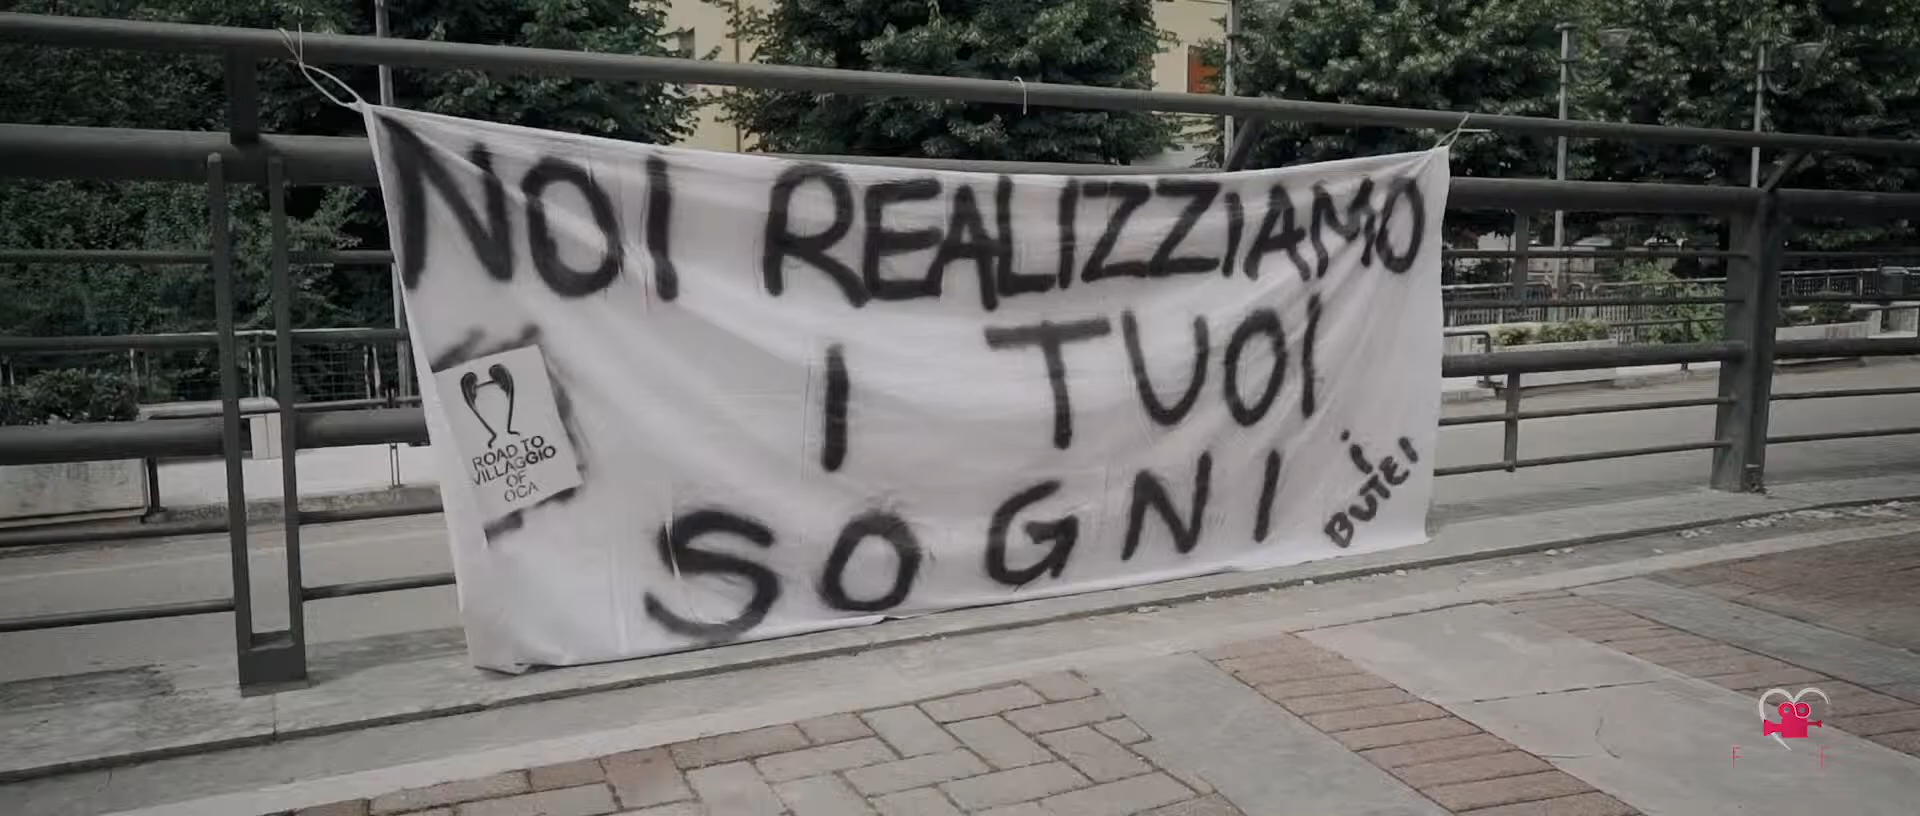 NOI REALIZZIAMO
I TUOI
SOGNI
i
BUTEI
ROAD TO
VILLAGGIO
OF
OCA